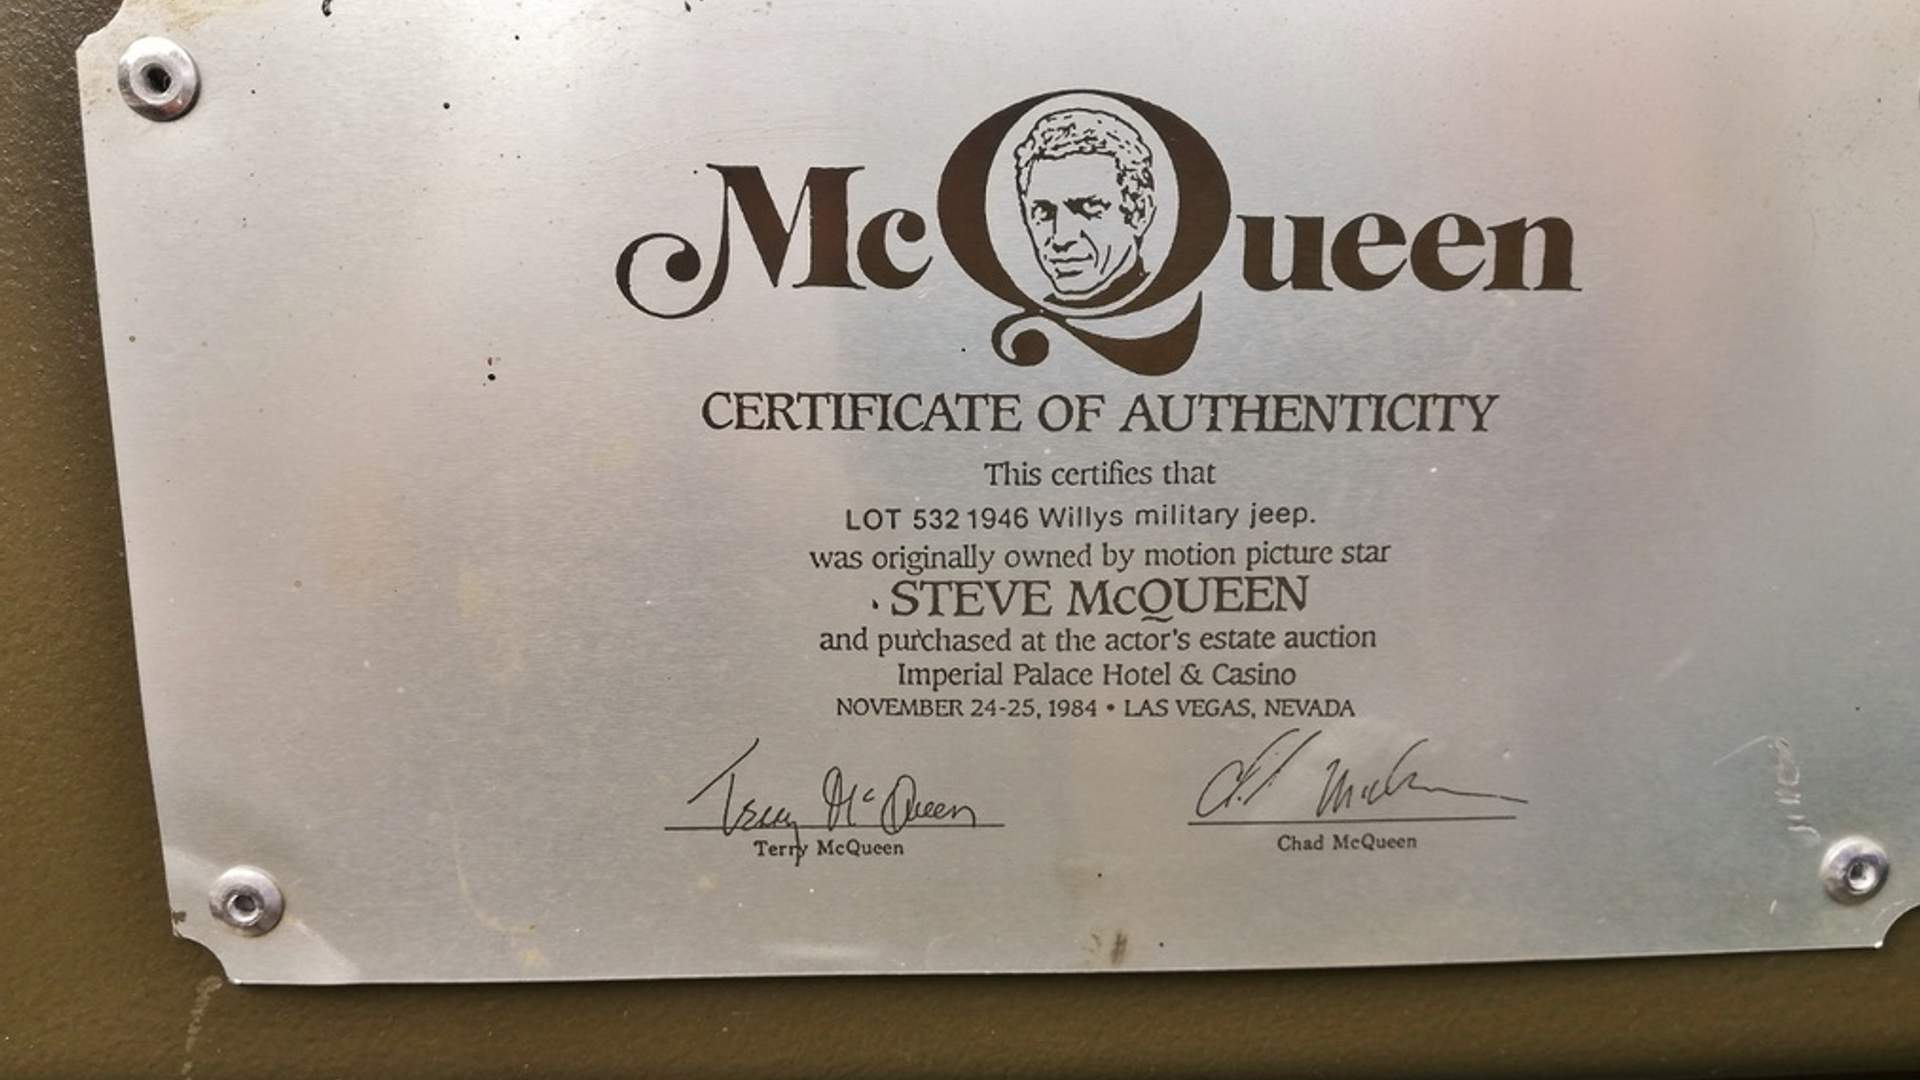 McQueen
CERTIFICATE OF AUTHENTICITY
This certifies that
LOT 532 1946 Willys military jeep.
was originally owned by motion picture star
STEVE McQUEEN
and purchased at the actor's estate auction
Imperial Palace Hotel & Casino
NOVEMBER 24-25, 1984 • LAS VEGAS, NEVADA
Terry McQueen
Terry McQueen
Chad McQueen